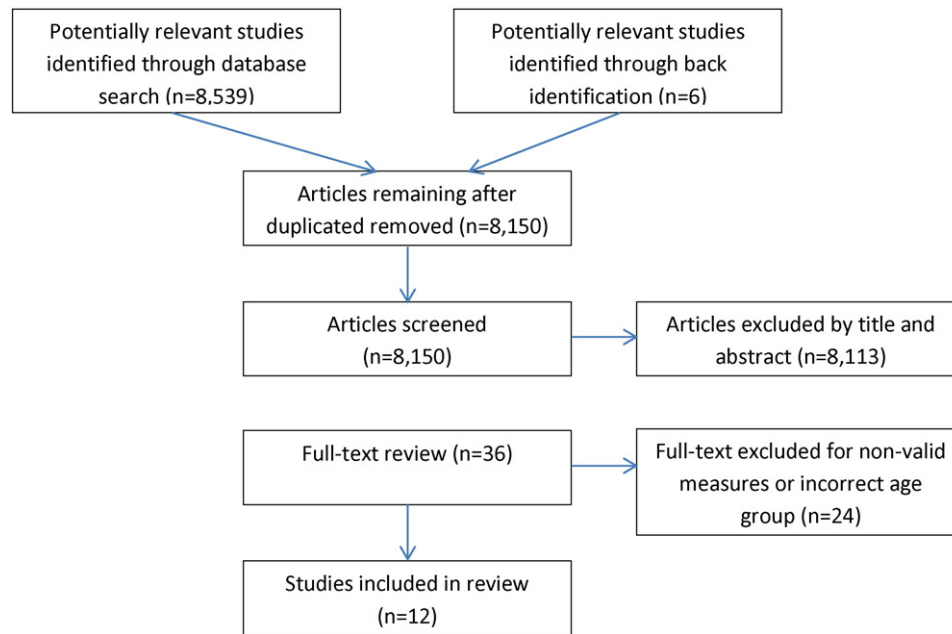 Potentially relevant studies
identified through database
search (n=8,539)
Potentially relevant studies
identified through back
identification (n=6)
Articles remaining after
duplicated removed (n=8,150)
Articles screened
(n=8,150)
Articles excluded by title and
abstract (n=8,113)
Full-text review (n=36)
Full-text excluded for non-valid
measures or incorrect age
group (n=24)
Studies included in review
(n=12)